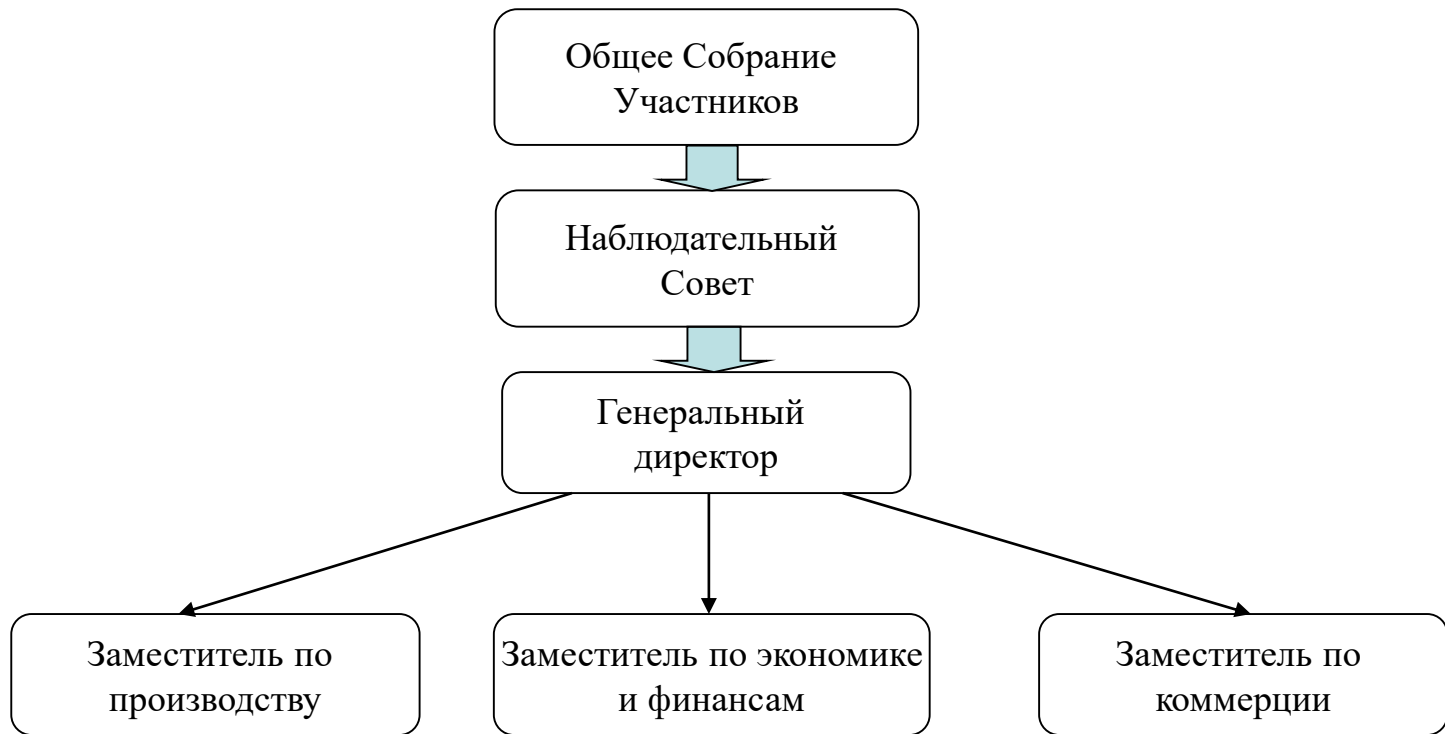 Общее Собрание
Участников
Наблюдательный
Совет
Генеральный
директор
Заместитель по
производству
Заместитель по экономике
и финансам
Заместитель по
коммерции